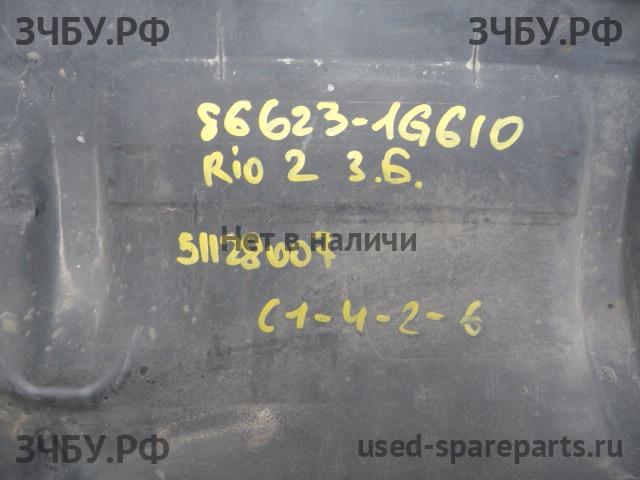 ЗЧБУ.РФ ЗЧБУ.РФ
86623-1G610
Rio 2 З.Б.
Нет в наличии
51128007
C1-4-2-6
ЗЧБУ.РФ used-spareparts.ru